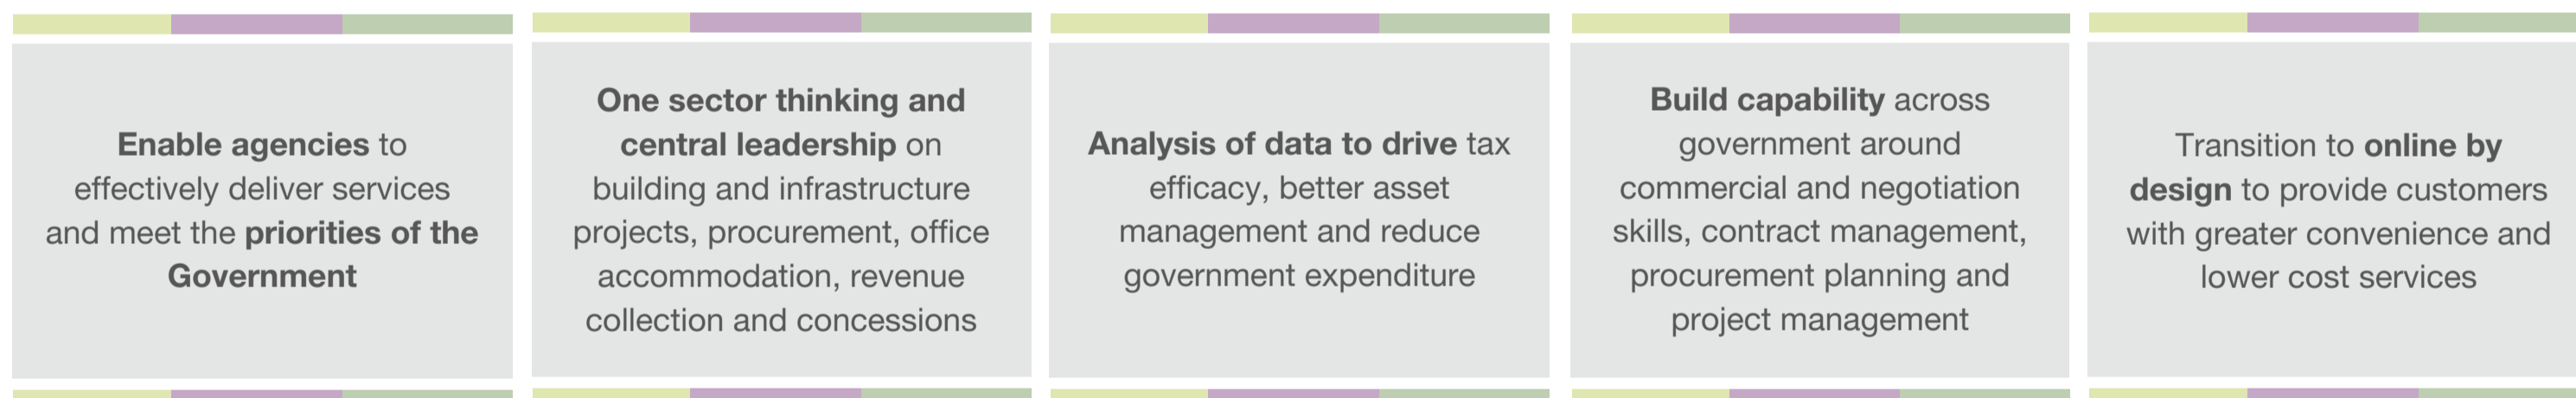 Enable agencies to
effectively deliver services
and meet the priorities of the
Government
One sector thinking and
central leadership on
building and infrastructure
projects, procurement, office
accommodation, revenue
collection and concessions
Analysis of data to drive tax
efficacy, better asset
management and reduce
government expenditure
Build capability across
government around
commercial and negotiation
skills, contract management,
procurement planning and
project management
Transition to online by
design to provide customers
with greater convenience and
lower cost services